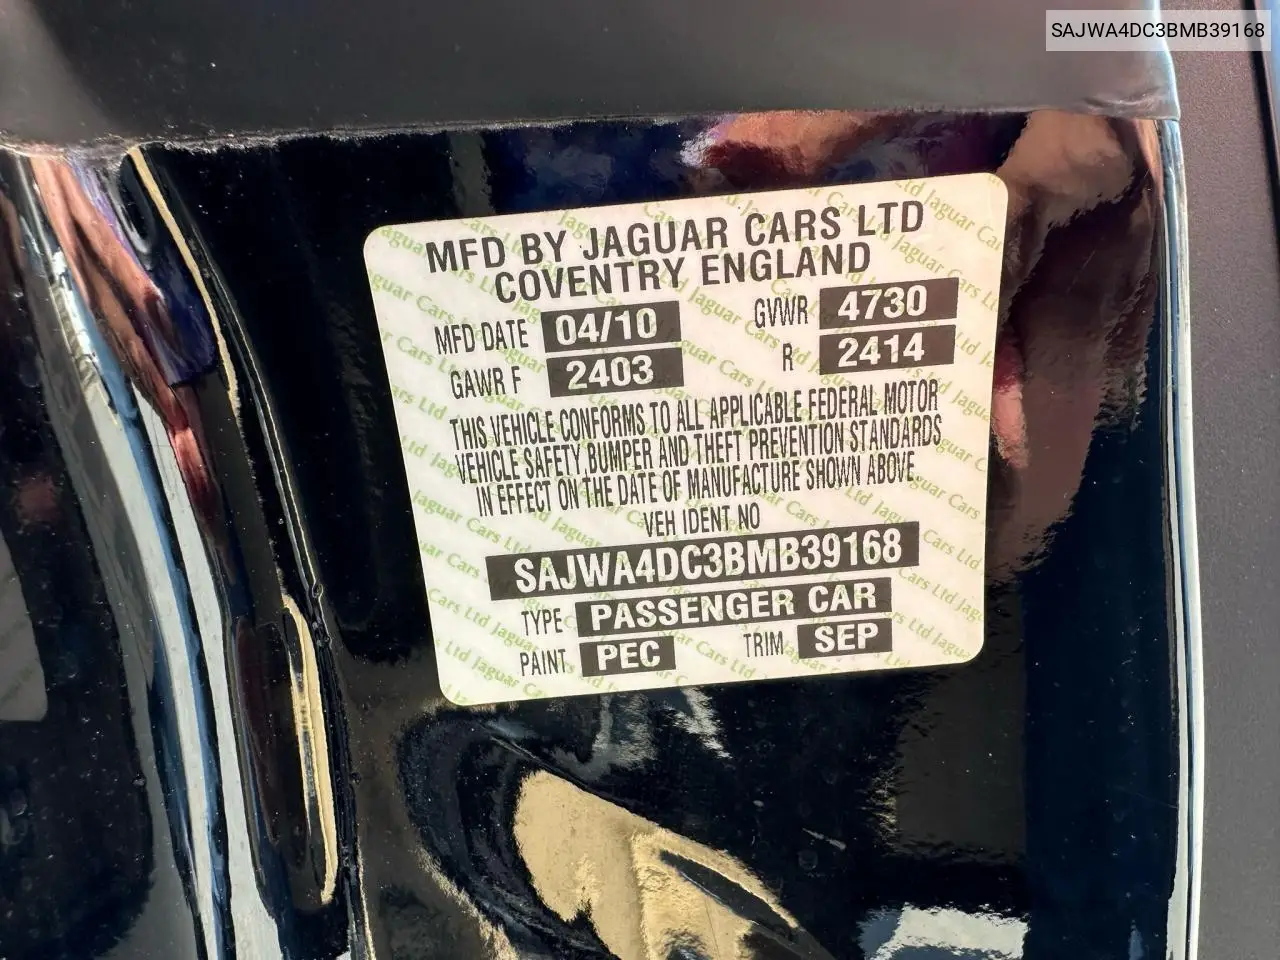 SAJWA4DC3BMB39168
MFD BY JAGUAR CARS LTD
COVENTRY ENGLAND
MFD DATE 04/10 GVWR 4730
GAWR F 2403 R 2414
THIS VEHICLE CONFORMS TO ALL APPLICABLE FEDERAL MOTOR
VEHICLE SAFETY, BUMPER AND THEFT PREVENTION STANDARDS
IN EFFECT ON THE DATE OF MANUFACTURE SHOWN ABOVE.
VEH IDENT NO
SAJWA4DC3BMB39168
TYPE PASSENGER CAR
PAINT PEC TRIM SEP